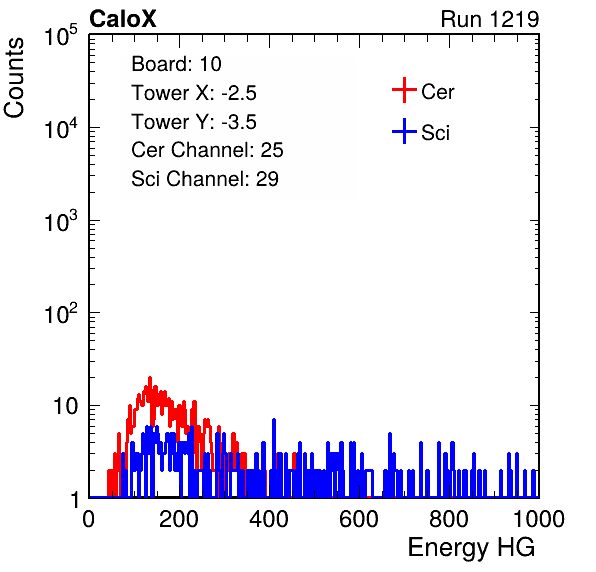 CaloX Run 1219
Counts
10^5
10^4
10^3
10^2
10
1
Board: 10
Tower X: -2.5
Tower Y: -3.5
Cer Channel: 25
Sci Channel: 29
Cer
Sci
0 200 400 600 800 1000
Energy HG